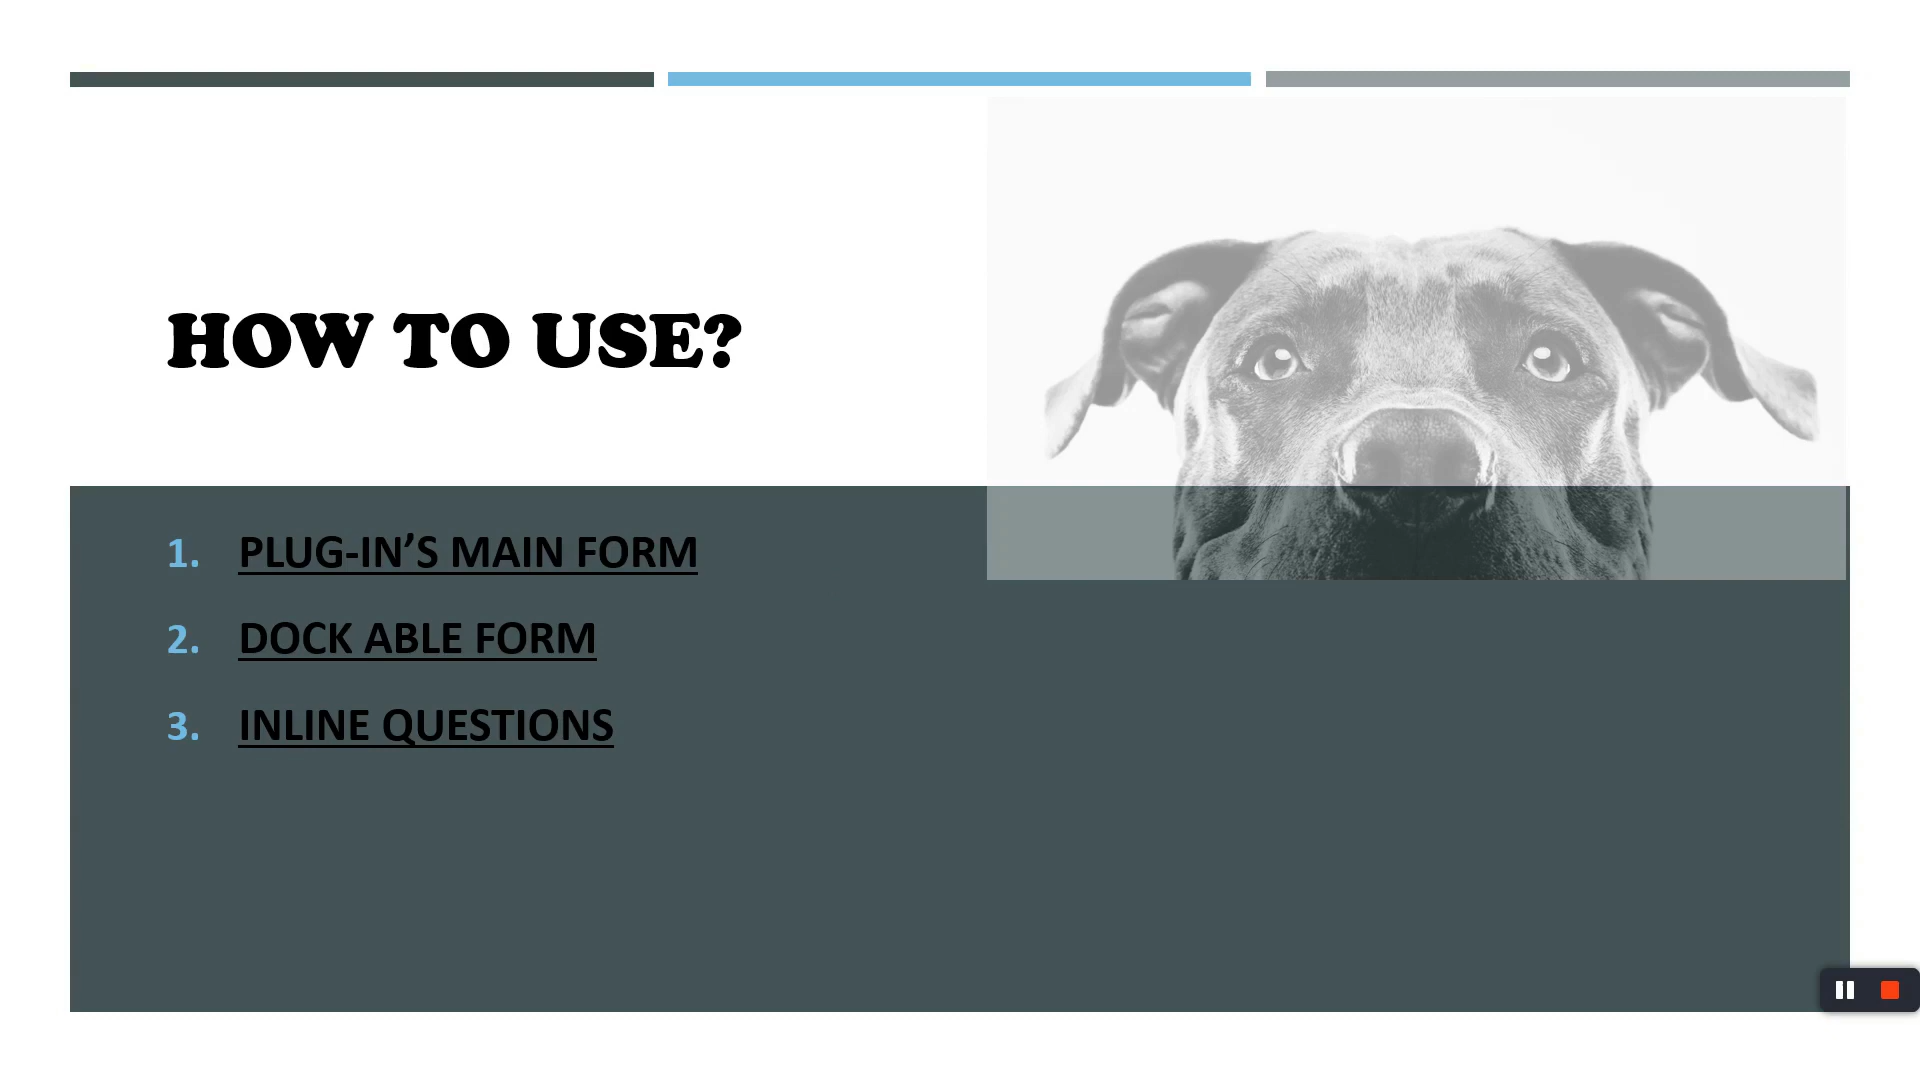 HOW TO USE?
1. PLUG-IN’S MAIN FORM
2. DOCK ABLE FORM
3. INLINE QUESTIONS